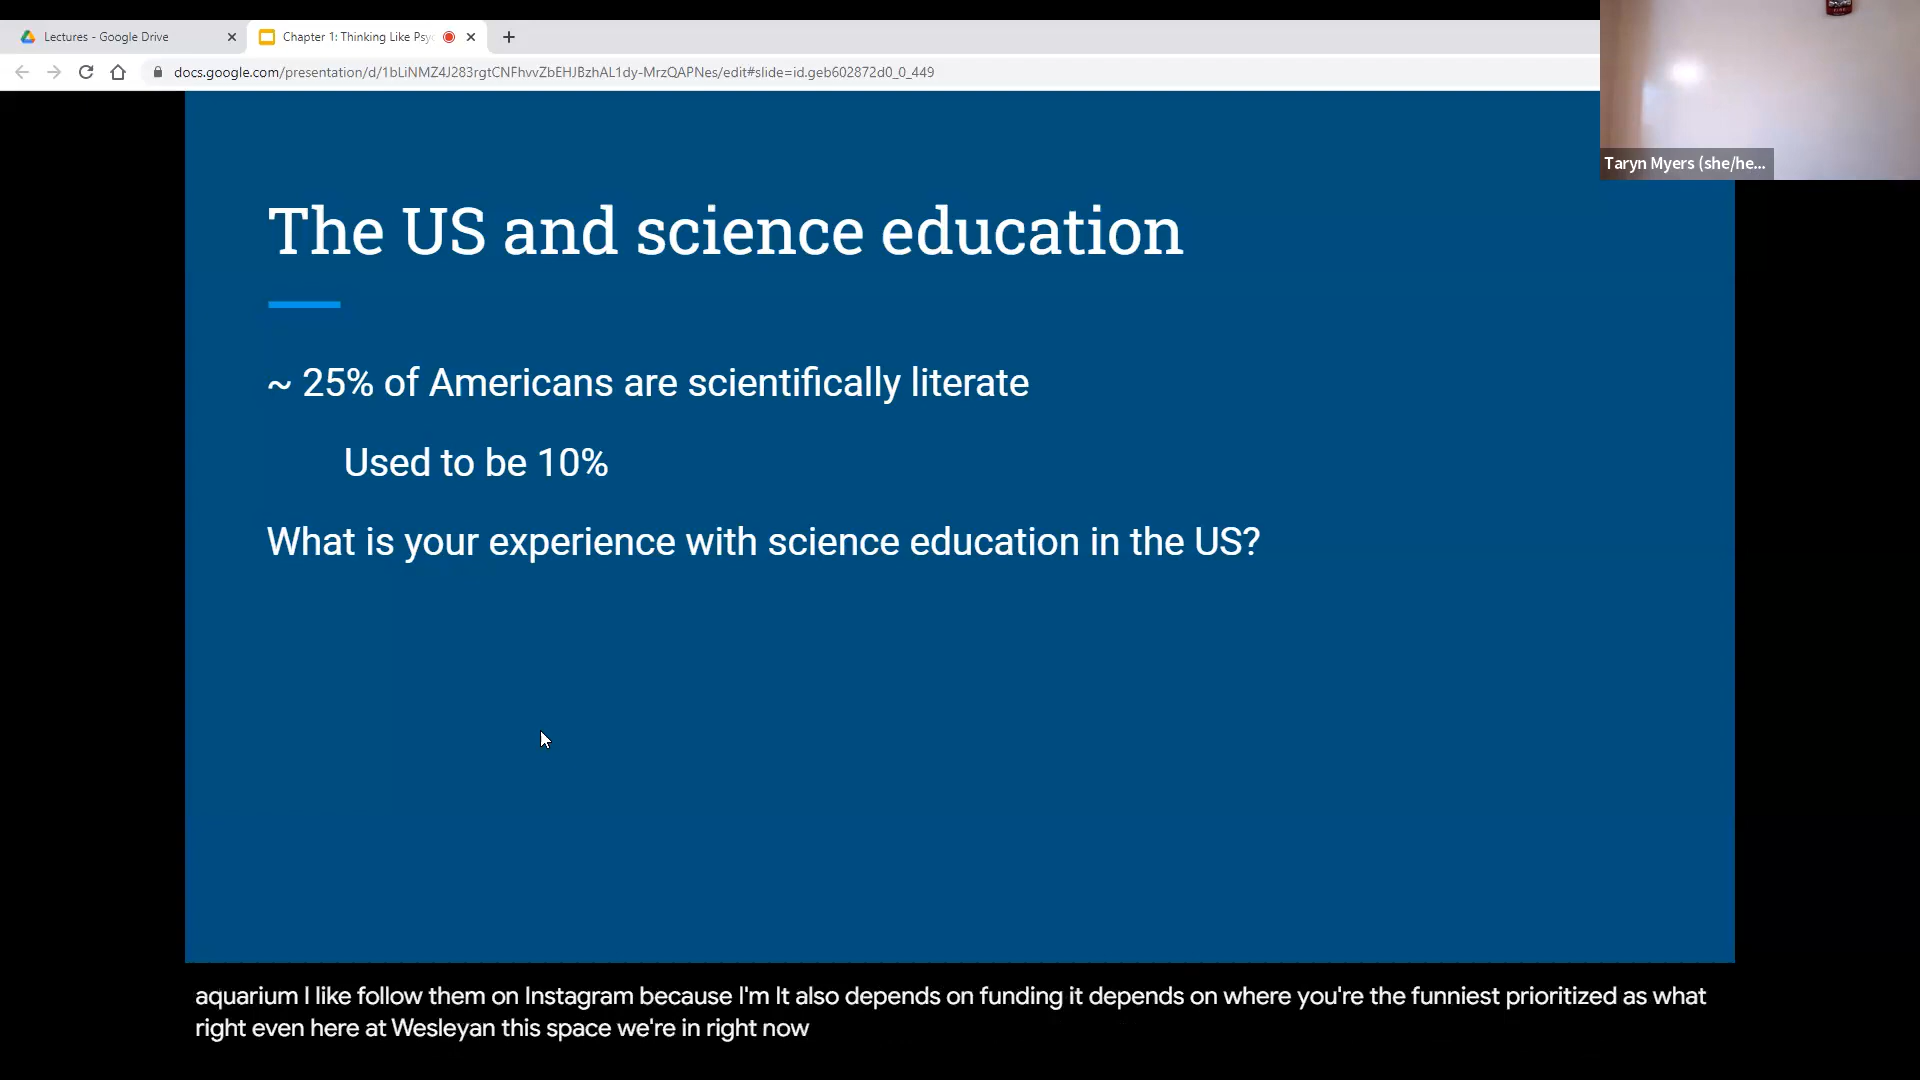 Lectures - Google Drive
Chapter 1: Thinking Like Psy
docs.google.com/presentation/d/1bLiNMZ4J283rgtCNFhvvZbEHJBzhAL1dy-MrzQAPNes/edit#slide=id.geb602872d0_0_449
Taryn Myers (she/he...
The US and science education
~ 25% of Americans are scientifically literate
Used to be 10%
What is your experience with science education in the US?
aquarium I like follow them on Instagram because I'm It also depends on funding it depends on where you're the funniest prioritized as what
right even here at Wesleyan this space we're in right now